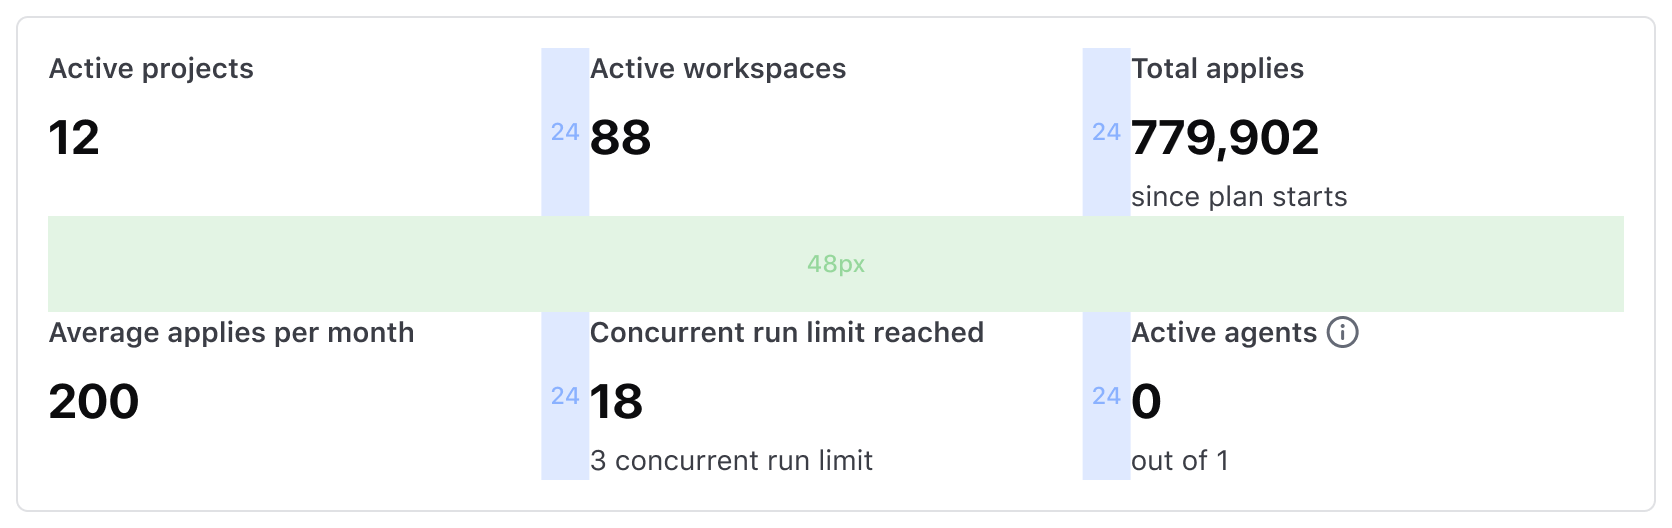 Active projects
Active workspaces
Total applies
12
24
88
24
779,902
since plan starts
48px
Average applies per month
Concurrent run limit reached
Active agents
200
24
18
24
0
3 concurrent run limit
out of 1